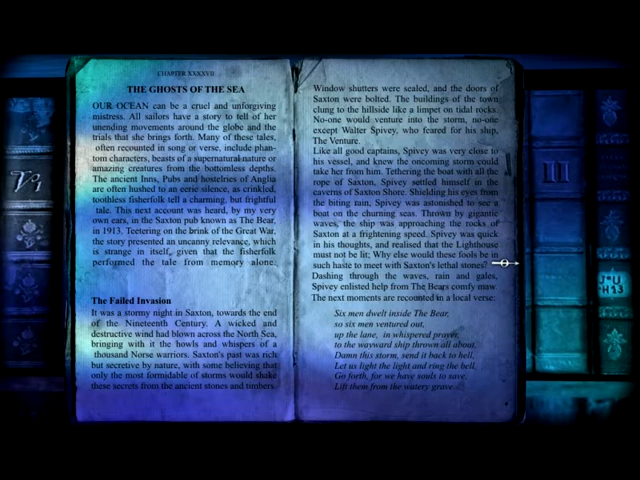 CHAPTER XXXXVII
THE GHOSTS OF THE SEA
OUR OCEAN can be a cruel and unforgiving
mistress. All sailors have a story to tell of her
unending movements around the globe and the
trials that she brings forth. Many of these tales,
often recounted in song or verse, include phan-
tom characters, beasts of a supernatural nature or
amazing creatures from the bottomless depths.
The ancient Inns, Pubs and hostelries of Anglia
are often hushed to an eerie silence, as crinkled,
toothless fisherfolk tell a charming, but frightful
tale. This next account was heard, by my very
own ears, in the Saxton pub known as The Bear,
in 1913. Teetering on the brink of the Great War,
the story presented an uncanny relevance, which
is strange in itself, given that the fisherfolk
performed the tale from memory alone.
The Failed Invasion
It was a stormy night in Saxton, towards the end
of the Nineteenth Century. A wicked and
destructive wind had blown across the North Sea,
bringing with it the howls and whispers of a
thousand Norse warriors. Saxton's past was rich
but secretive by nature, with some believing that
only the most formidable of storms would shake
these secrets from the ancient stones and timbers.
Window shutters were sealed, and the doors of
Saxton were bolted. The buildings of the town
clung to the hillside like a limpet on tidal rocks.
No-one would venture into the storm, no-one
except Walter Spivey, who feared for his ship,
The Venture.
Like all good captains, Spivey was very close to
his vessel, and knew the oncoming storm could
take her from him. Tethering the boat with all the
rope of Saxton, Spivey settled himself in the
caverns of Saxton Shore. Shielding his eyes from
the biting rain, Spivey was astonished to see a
boat on the churning seas. Thrown by gigantic
waves, the ship was approaching the rocks of
Saxton at a frightening speed. Spivey was quick
in his thoughts, and realised that the Lighthouse
must not be lit; Why else would these fools be in
such haste to meet with Saxton's lethal stones?
Dashing through the waves, rain and gales,
Spivey enlisted help from The Bears comfy maw.
The next moments are recounted in a local verse:
Six men dwelt inside The Bear,
so six men ventured out,
up the lane, in whispered prayer,
to the wayward ship thrown all about.
Damn this storm, send it back to hell,
Let us light the light and ring the bell,
Go forth, for we have souls to save,
Lift them from the watery grave.
III